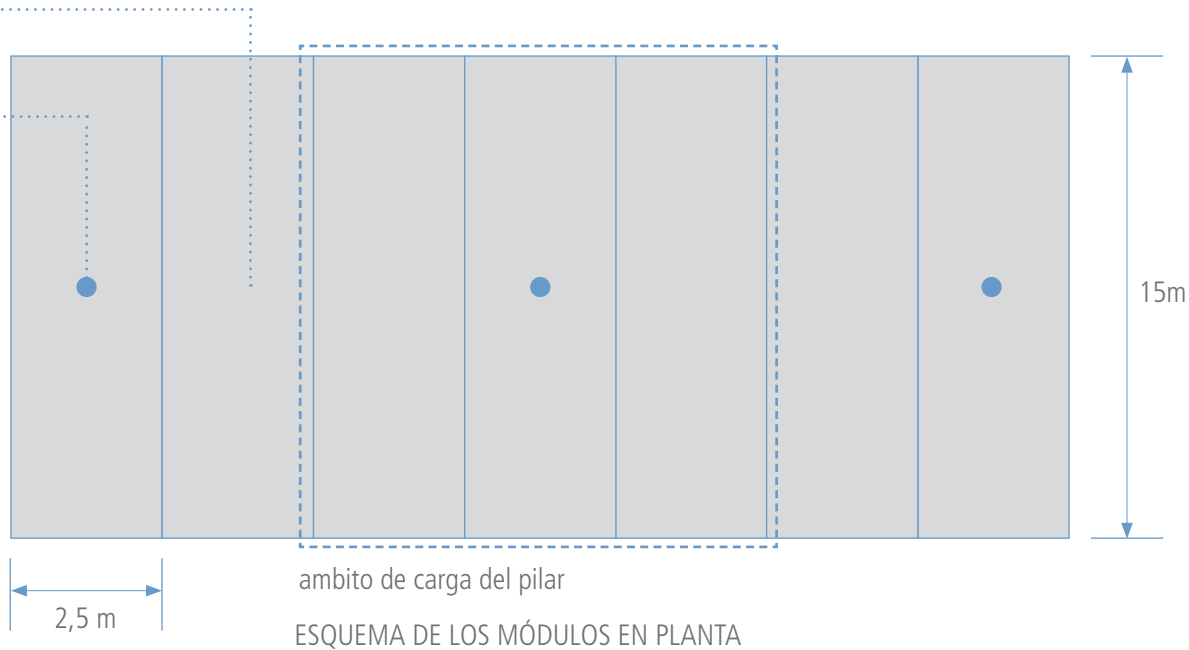 15m
ambito de carga del pilar
2,5 m
ESQUEMA DE LOS MÓDULOS EN PLANTA